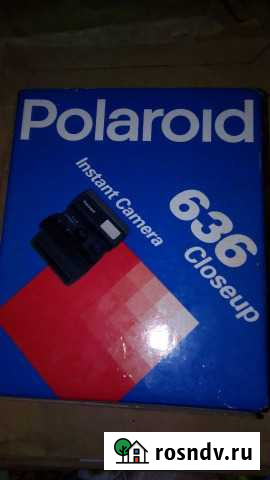 Polaroid
Instant Camera
636
Closeup
rosndv.ru